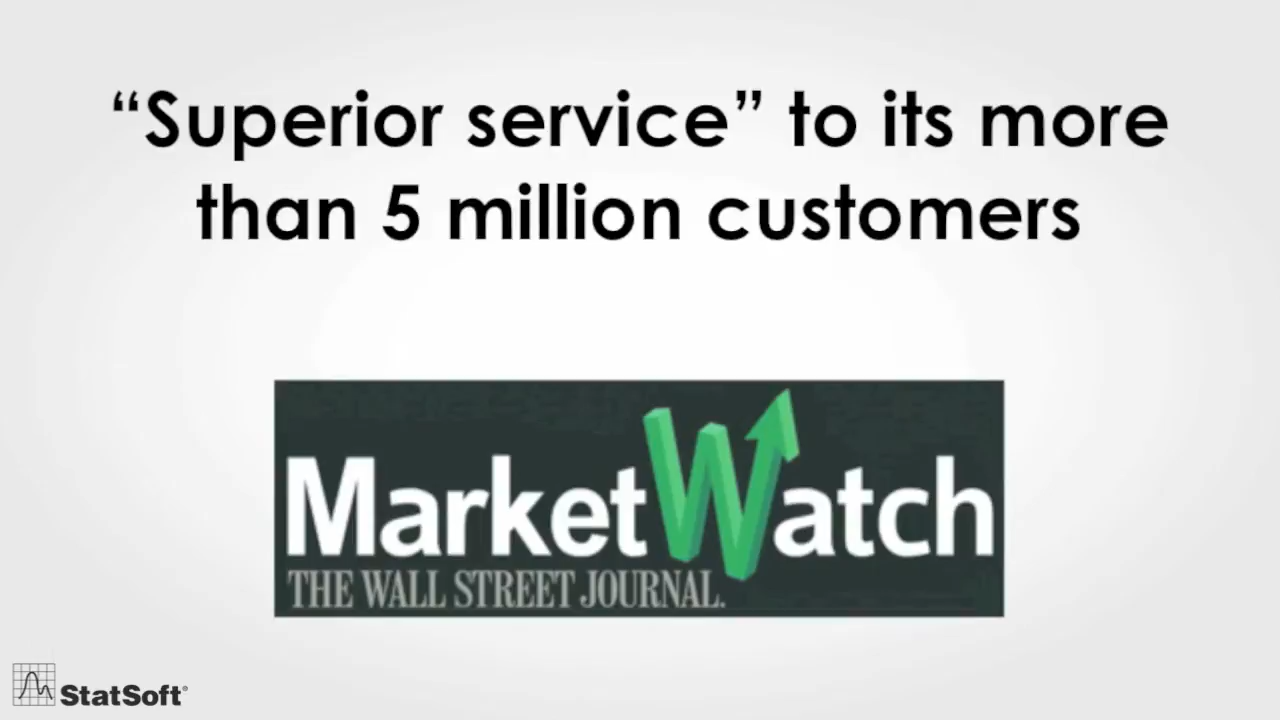 “Superior service” to its more
than 5 million customers
MarketWatch
THE WALL STREET JOURNAL.
StatSoft®